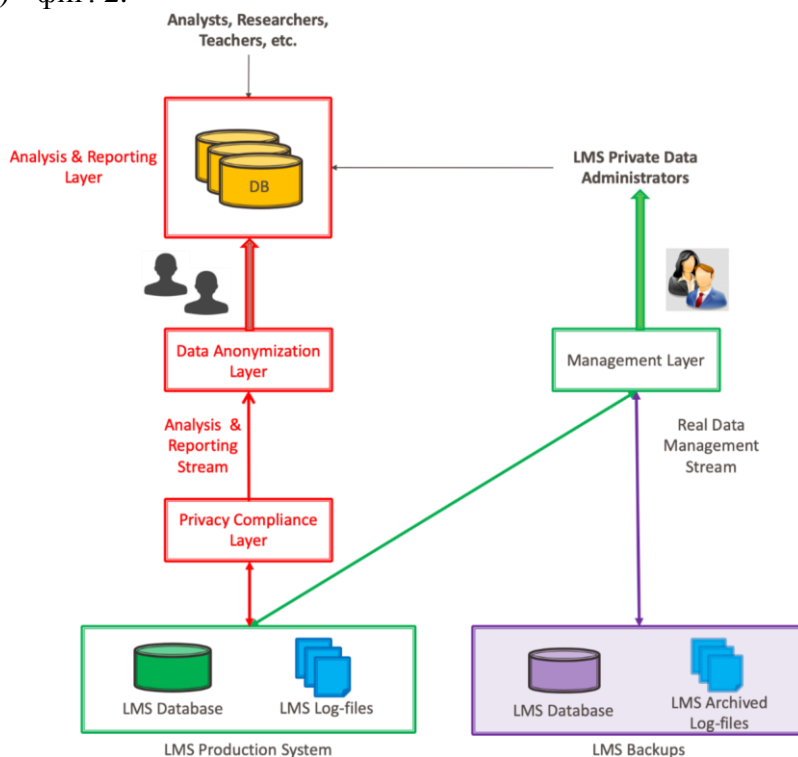 ) фиг. 2.
Analysts, Researchers,
Teachers, etc.
Analysis & Reporting
Layer
DB
LMS Private Data
Administrators
Data Anonymization
Layer
Management Layer
Analysis &
Reporting
Stream
Real Data
Management
Stream
Privacy Compliance
Layer
LMS Database
LMS Log-files
LMS Database
LMS Archived
Log-files
LMS Production System
LMS Backups